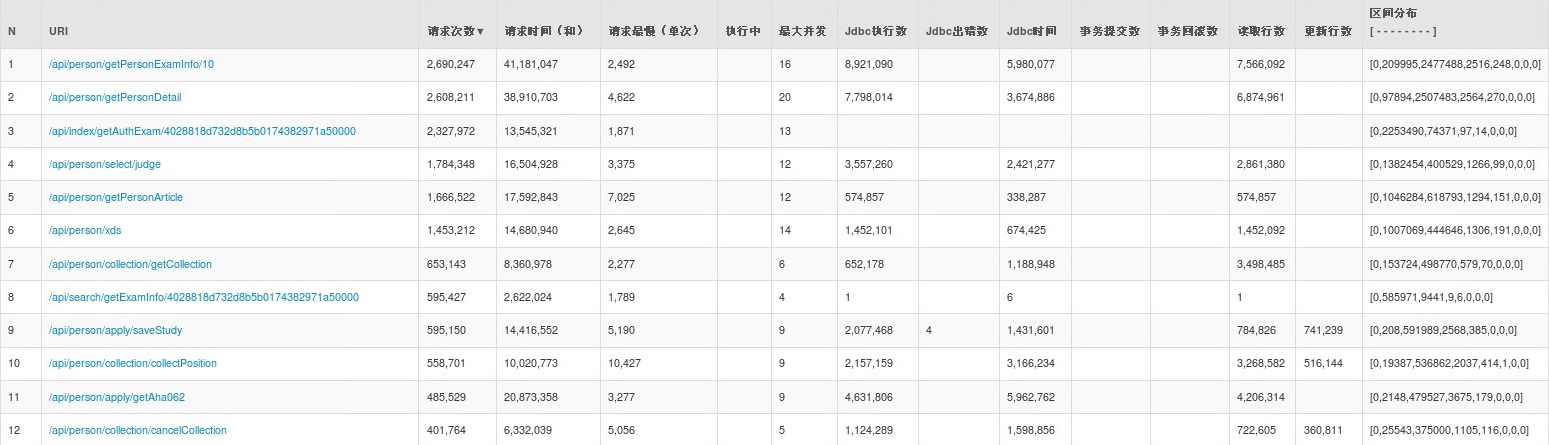 N URI 请求次数▼ 请求时间（和） 请求最慢（单次） 执行中 最大并发 Jdbc执行数 Jdbc出错数 Jdbc时间 事务提交数 事务回滚数 读取行数 更新行数 区间分布
[ - - - - - - - - ]
1 /api/person/getPersonExamInfo/10 2,690,247 41,181,047 2,492 16 8,921,090 5,980,077 7,566,092 [0,209995,2477488,2516,248,0,0,0]
2 /api/person/getPersonDetail 2,608,211 38,910,703 4,622 20 7,798,014 3,674,886 6,874,961 [0,97894,2507483,2564,270,0,0,0]
3 /api/index/getAuthExam/4028818d732d8b5b0174382971a50000 2,327,972 13,545,321 1,871 13 [0,2253490,74371,97,14,0,0,0]
4 /api/person/select/judge 1,784,348 16,504,928 3,375 12 3,557,260 2,421,277 2,861,380 [0,1382454,400529,1266,99,0,0,0]
5 /api/person/getPersonArticle 1,666,522 17,592,843 7,025 12 574,857 338,287 574,857 [0,1046284,618793,1294,151,0,0,0]
6 /api/person/xds 1,453,212 14,680,940 2,645 14 1,452,101 674,425 1,452,092 [0,1007069,444646,1306,191,0,0,0]
7 /api/person/collection/getCollection 653,143 8,360,978 2,277 6 652,178 1,188,948 3,498,485 [0,153724,498770,579,70,0,0,0]
8 /api/search/getExamInfo/4028818d732d8b5b0174382971a50000 595,427 2,622,024 1,789 4 1 6 1 [0,585971,9441,9,6,0,0,0]
9 /api/person/apply/saveStudy 595,150 14,416,552 5,190 9 2,077,468 4 1,431,601 784,826 741,239 [0,208,591989,2568,385,0,0,0]
10 /api/person/collection/collectPosition 558,701 10,020,773 10,427 9 2,157,159 3,166,234 3,268,582 516,144 [0,19387,536862,2037,414,1,0,0]
11 /api/person/apply/getAha062 485,529 20,873,358 3,277 9 4,631,806 5,962,762 4,206,314 [0,2148,479527,3675,179,0,0,0]
12 /api/person/collection/cancelCollection 401,764 6,332,039 5,056 5 1,124,289 1,598,856 722,605 360,811 [0,25543,375000,1105,116,0,0,0]